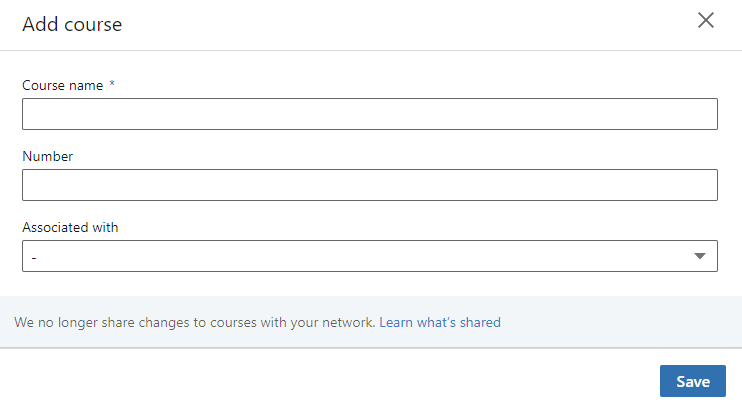 Add course
Course name *
Number
Associated with
-
We no longer share changes to courses with your network. Learn what's shared
Save